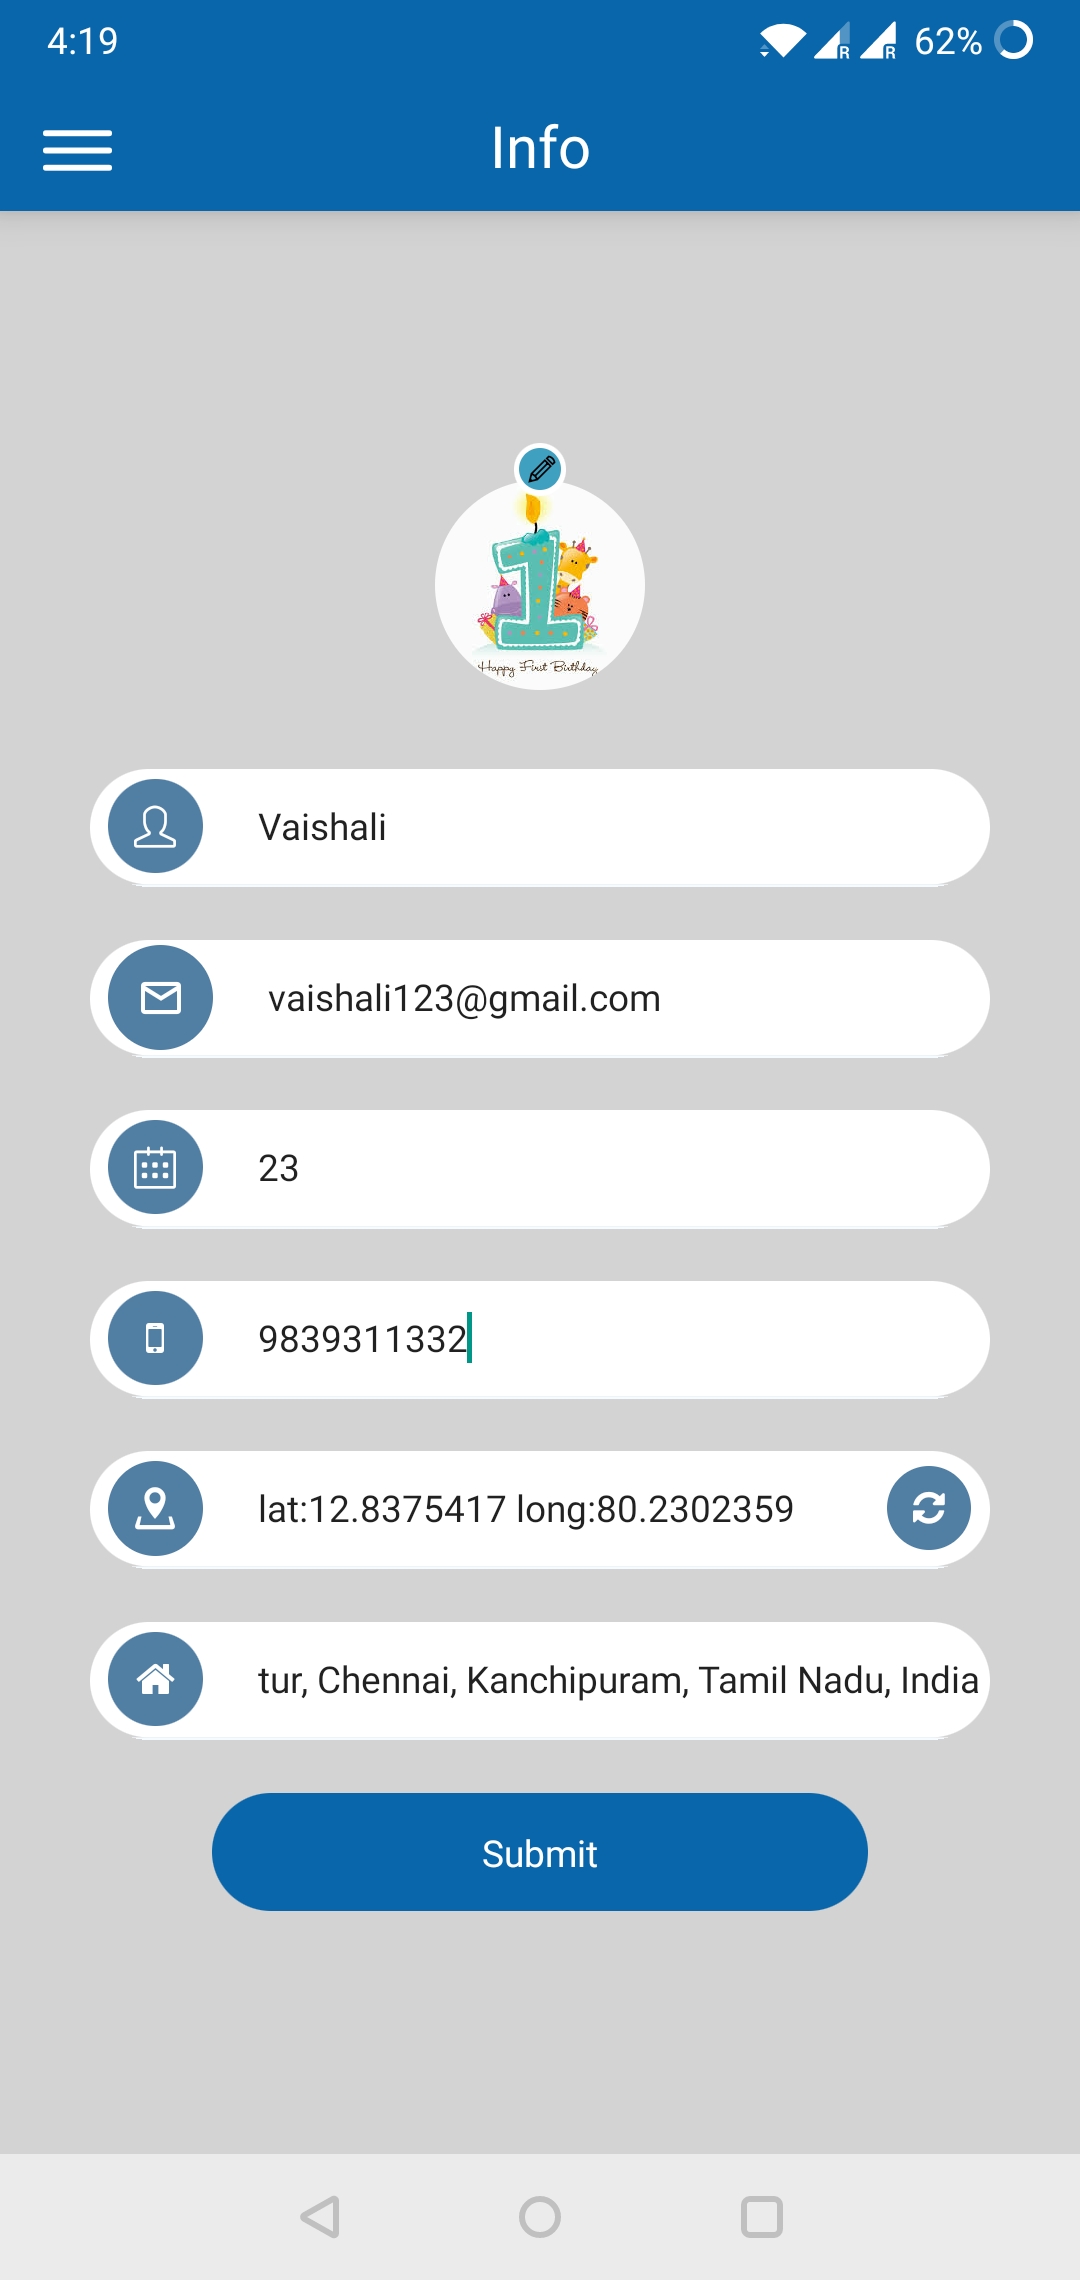 4:19
R R 62%
Info
1
Happy First Birthday
Vaishali
vaishali123@gmail.com
23
9839311332
lat:12.8375417 long:80.2302359
tur, Chennai, Kanchipuram, Tamil Nadu, India
Submit